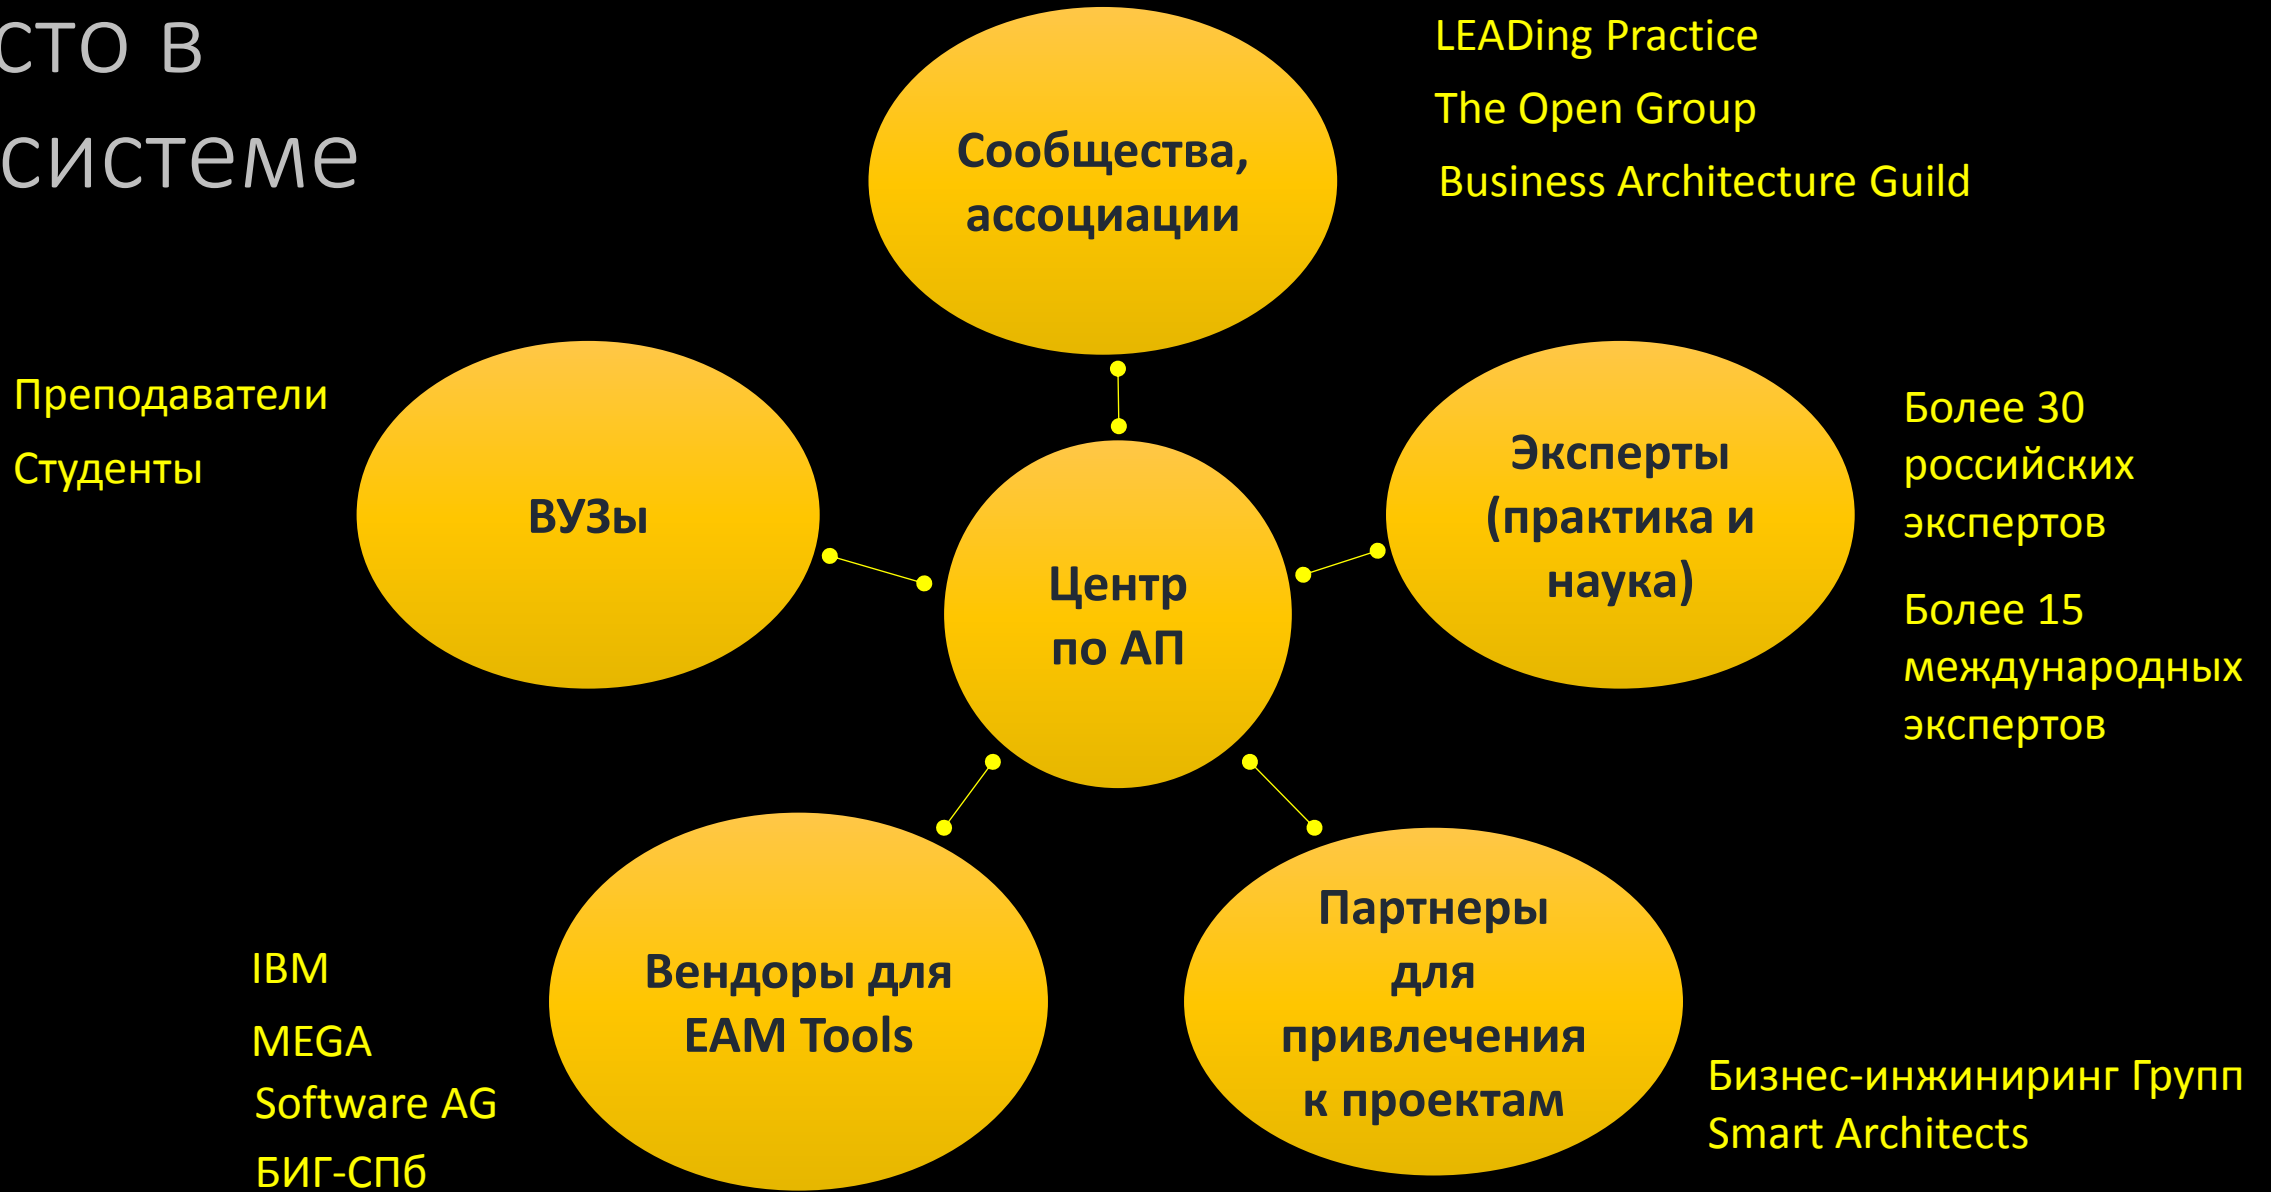 сто в
системе
Сообщества,
ассоциации
LEADing Practice
The Open Group
Business Architecture Guild
Преподаватели
Студенты
ВУЗы
Эксперты
(практика и
наука)
Более 30
российских
экспертов
Более 15
международных
экспертов
Центр
по АП
IBM
MEGA
Software AG
БИГ-СПб
Вендоры для
EAM Tools
Партнеры
для
привлечения
к проектам
Бизнес-инжиниринг Групп
Smart Architects